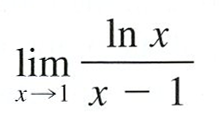 lim x→1 ln x / x − 1